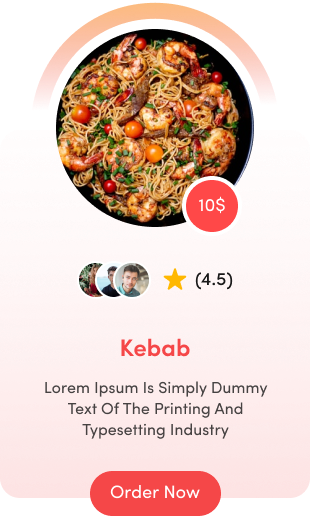 10$
(4.5)
Kebab
Lorem Ipsum Is Simply Dummy
Text Of The Printing And
Typesetting Industry
Order Now